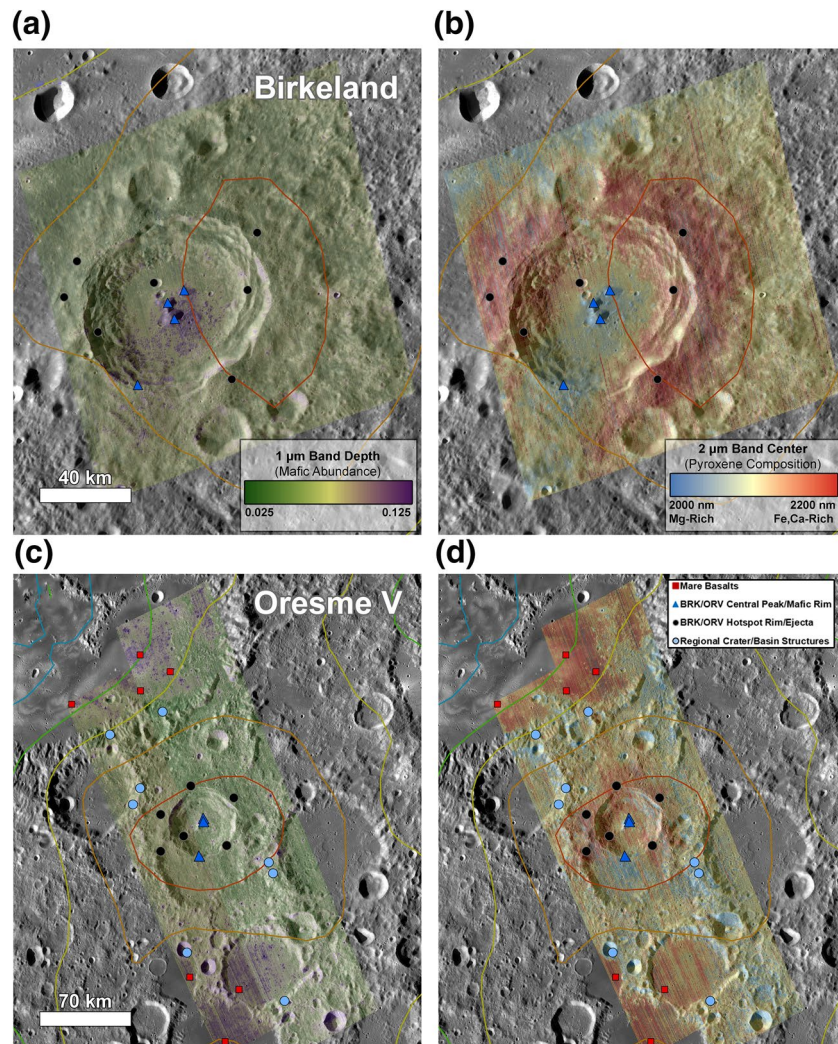 (a)
(b)
Birkeland
1 μm Band Depth
(Mafic Abundance)
0.025 0.125
40 km
2 μm Band Center
(Pyroxene Composition)
2000 nm 2200 nm
Mg-Rich Fe,Ca-Rich
(c)
(d)
Oresme V
Mare Basalts
BRK/ORV Central Peak/Mafic Rim
BRK/ORV Hotspot Rim/Ejecta
Regional Crater/Basin Structures
70 km